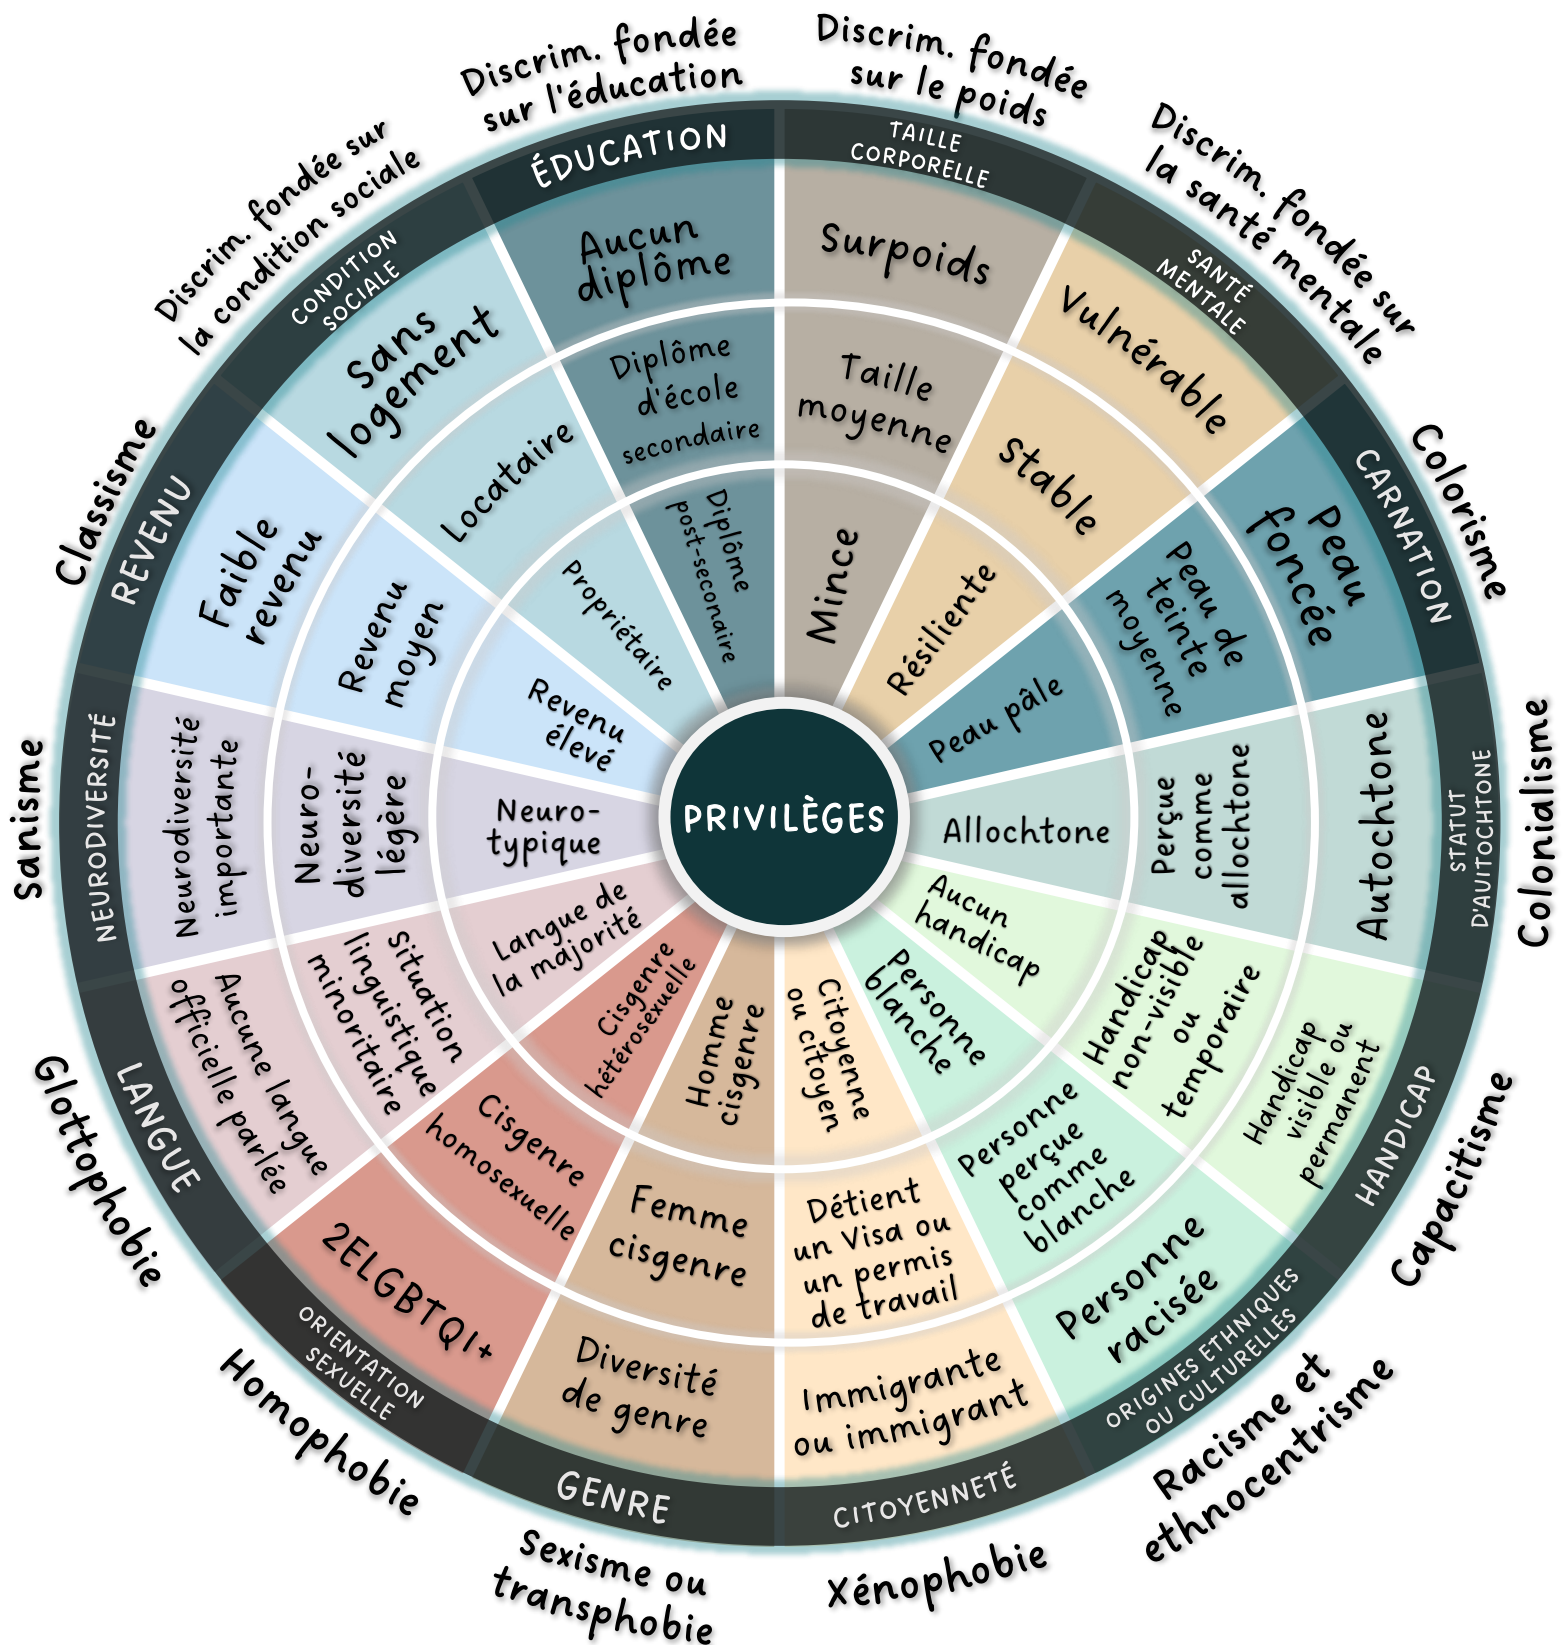 Discrim. fondée
sur le poids
TAILLE
CORPORELLE
Surpoids
Taille
moyenne
Mince
Discrim. fondée sur
la santé mentale
SANTÉ
MENTALE
Vulnérable
Stable
Résiliente
Colorisme
CARNATION
Peau
foncée
Peau de
teinte
moyenne
Peau pâle
Colonialisme
STATUT
D'AUITOCHTONE
Autochtone
Perçue
comme
allochtone
Allochtone
Capacitisme
HANDICAP
Handicap
visible ou
permanent
Handicap
non-visible
ou
temporaire
Aucun
handicap
Racisme et
ethnocentrisme
ORIGINES ETHNIQUES
OU CULTURELLES
Personne
racisée
Personne
perçue
comme
blanche
Personne
blanche
Xénophobie
CITOYENNETÉ
Immigrante
ou immigrant
Détient
un Visa ou
un permis
de travail
Citoyenne
ou citoyen
Sexisme ou
transphobie
GENRE
Diversité
de genre
Femme
cisgenre
Homme
cisgenre
Homophobie
ORIENTATION
SEXUELLE
2ELGBTQI+
Cisgenre
homosexuelle
Cisgenre
hétérosexuelle
Glottophobie
LANGUE
Aucune langue
officielle parlée
Situation
linguistique
minoritaire
Langue de
la majorité
Sanisme
NEURODIVERSITÉ
Neurodiversité
importante
Neuro-
diversité
légère
Neuro-
typique
Classisme
REVENU
Faible
revenu
Revenu
moyen
Revenu
élevé
Discrim. fondée sur
la condition sociale
CONDITION
SOCIALE
Sans
logement
Locataire
Propriétaire
Discrim. fondée
sur l'éducation
ÉDUCATION
Aucun
diplôme
Diplôme
d'école
secondaire
Diplôme
post-seconaire
PRIVILÈGES